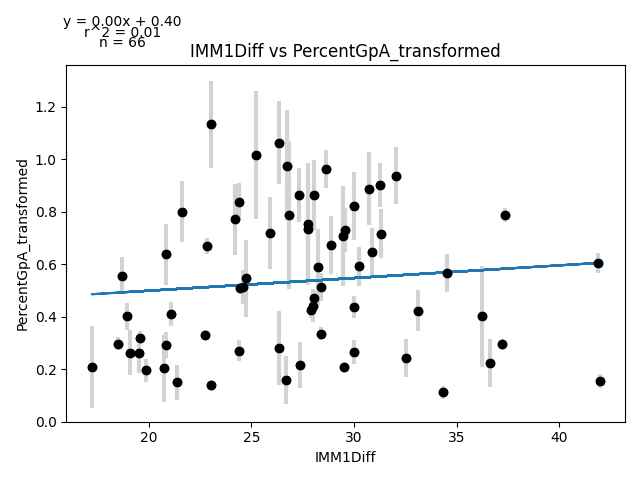 y = 0.00x + 0.40
r^2 = 0.01
n = 66
IMM1Diff vs PercentGpA_transformed
PercentGpA_transformed
1.2
1.0
0.8
0.6
0.4
0.2
0.0
20 25 30 35 40
IMM1Diff